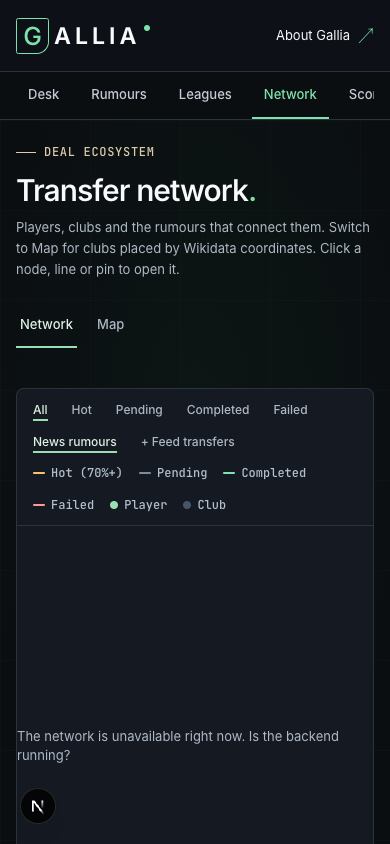 GALLIA
About Gallia
Desk Rumours Leagues Network Scor
DEAL ECOSYSTEM
Transfer network.
Players, clubs and the rumours that connect them. Switch
to Map for clubs placed by Wikidata coordinates. Click a
node, line or pin to open it.
Network Map
All Hot Pending Completed Failed
News rumours + Feed transfers
Hot (70%+) Pending Completed
Failed Player Club
The network is unavailable right now. Is the backend
running?
N